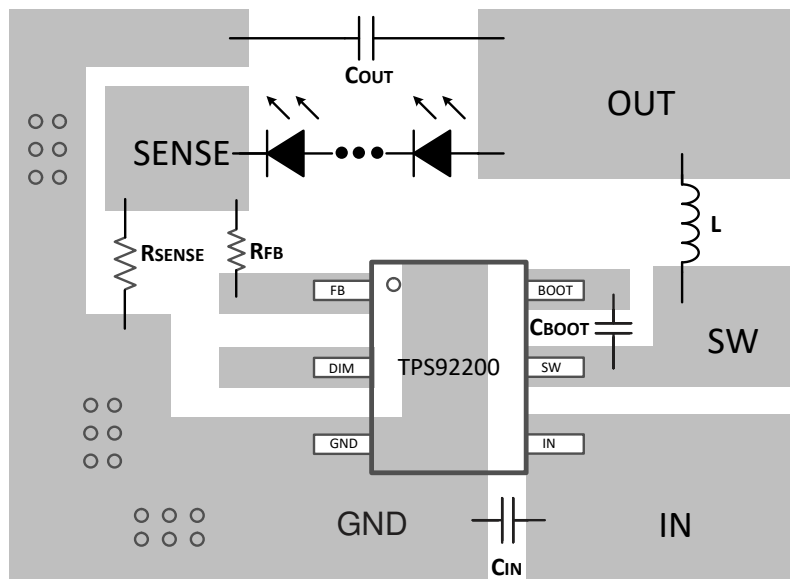 COUT
OUT
SENSE
RSENSE
RFB
L
FB
BOOT
CBOOT
SW
DIM
TPS92200
SW
GND
IN
GND
IN
CIN